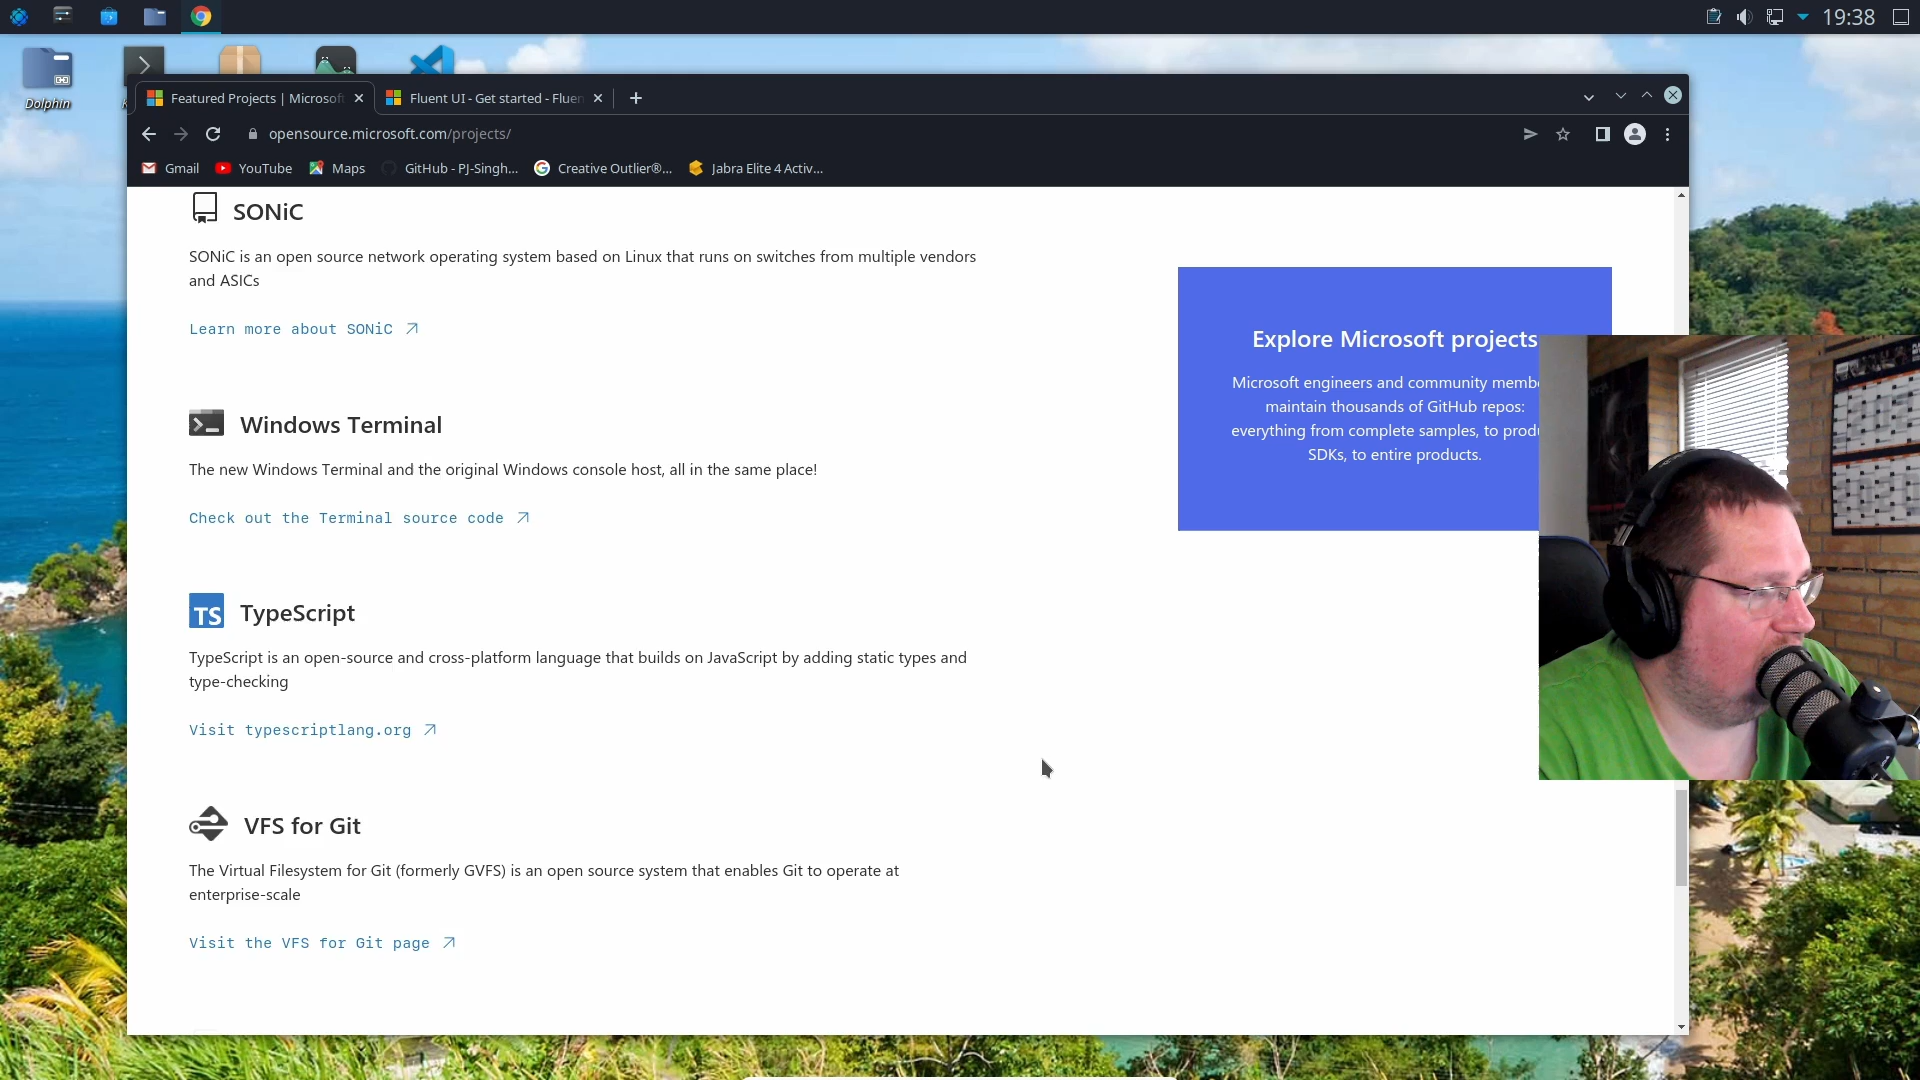 19:38
Dolphin
Featured Projects | Microsof
Fluent UI - Get started - Fluen
opensource.microsoft.com/projects/
Gmail
YouTube
Maps
GitHub - PJ-Singh...
Creative Outlier®...
Jabra Elite 4 Activ...
SONiC
SONiC is an open source network operating system based on Linux that runs on switches from multiple vendors
and ASICs
Learn more about SONiC
Explore Microsoft projects
Microsoft engineers and community memb
maintain thousands of GitHub repos:
everything from complete samples, to produ
SDKs, to entire products.
Windows Terminal
The new Windows Terminal and the original Windows console host, all in the same place!
Check out the Terminal source code
TS TypeScript
TypeScript is an open-source and cross-platform language that builds on JavaScript by adding static types and
type-checking
Visit typescriptlang.org
VFS for Git
The Virtual Filesystem for Git (formerly GVFS) is an open source system that enables Git to operate at
enterprise-scale
Visit the VFS for Git page